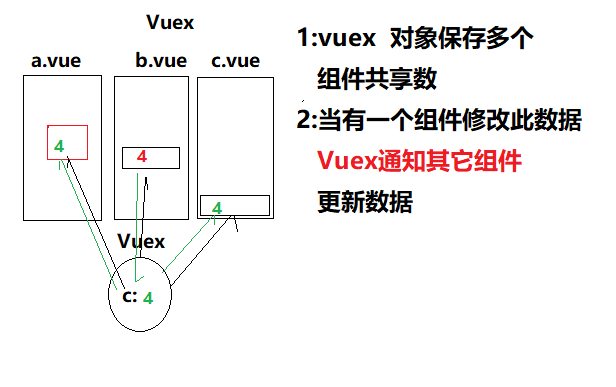 Vuex
a.vue b.vue c.vue
4
4
4
Vuex
c: 4
1:vuex 对象保存多个
组件共享数
2:当有一个组件修改此数据
Vuex通知其它组件
更新数据